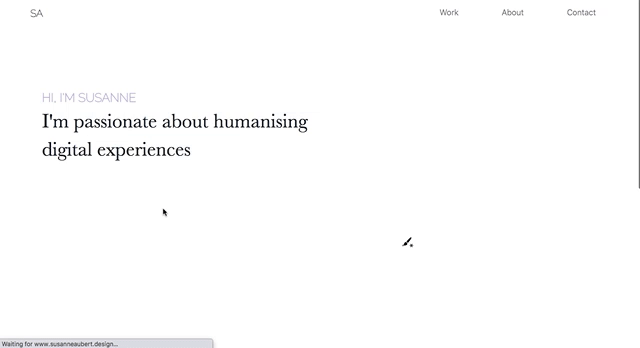 SA
Work About Contact
HI, I'M SUSANNE
I'm passionate about humanising
digital experiences
Waiting for www.susanneaubert.design...